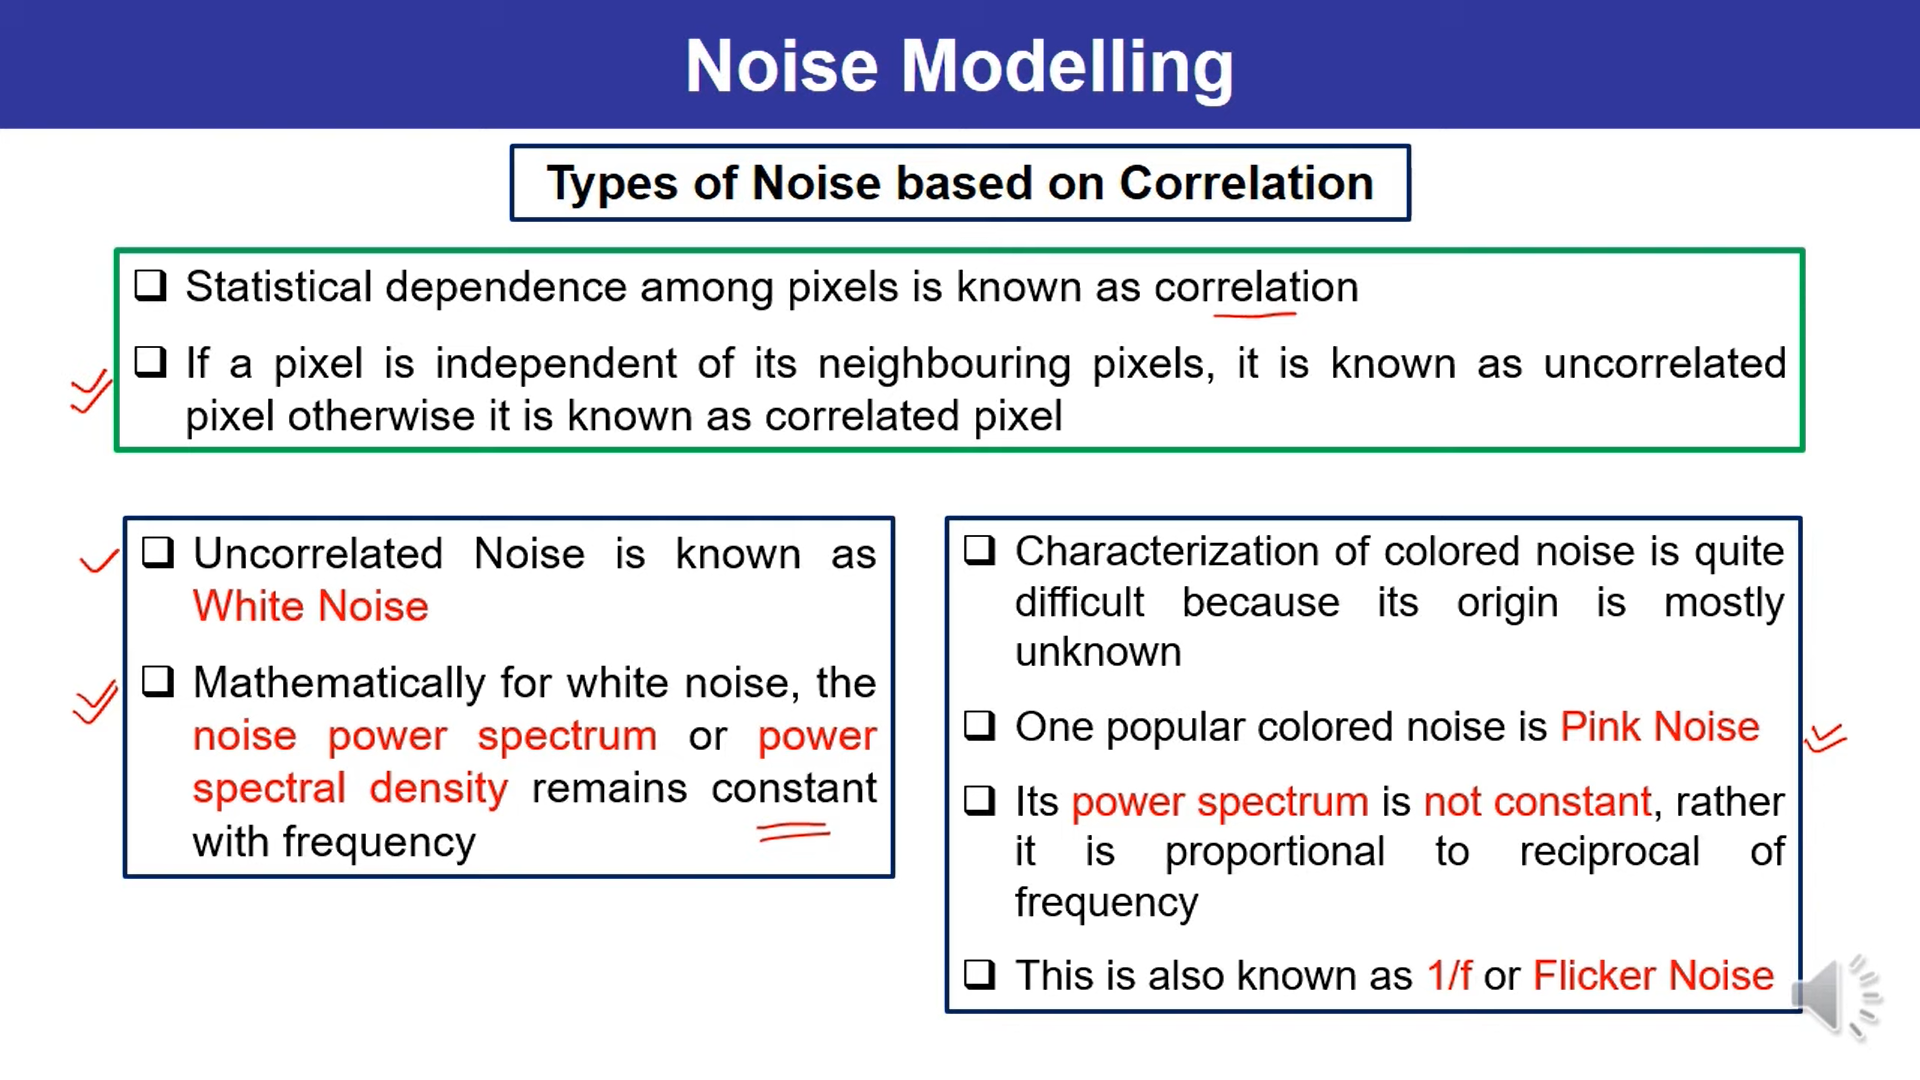 Noise Modelling
Types of Noise based on Correlation
Statistical dependence among pixels is known as correlation
If a pixel is independent of its neighbouring pixels, it is known as uncorrelated
pixel otherwise it is known as correlated pixel
Uncorrelated Noise is known as
White Noise
Mathematically for white noise, the
noise power spectrum or power
spectral density remains constant
with frequency
Characterization of colored noise is quite
difficult because its origin is mostly
unknown
One popular colored noise is Pink Noise
Its power spectrum is not constant, rather
it is proportional to reciprocal of
frequency
This is also known as 1/f or Flicker Noise